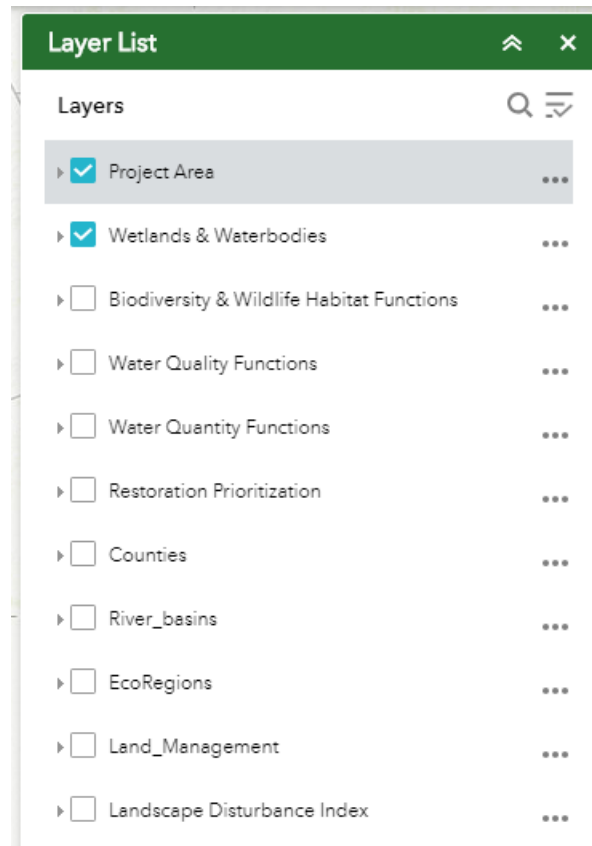 Layer List
Layers
Project Area
Wetlands & Waterbodies
Biodiversity & Wildlife Habitat Functions
Water Quality Functions
Water Quantity Functions
Restoration Prioritization
Counties
River_basins
EcoRegions
Land_Management
Landscape Disturbance Index